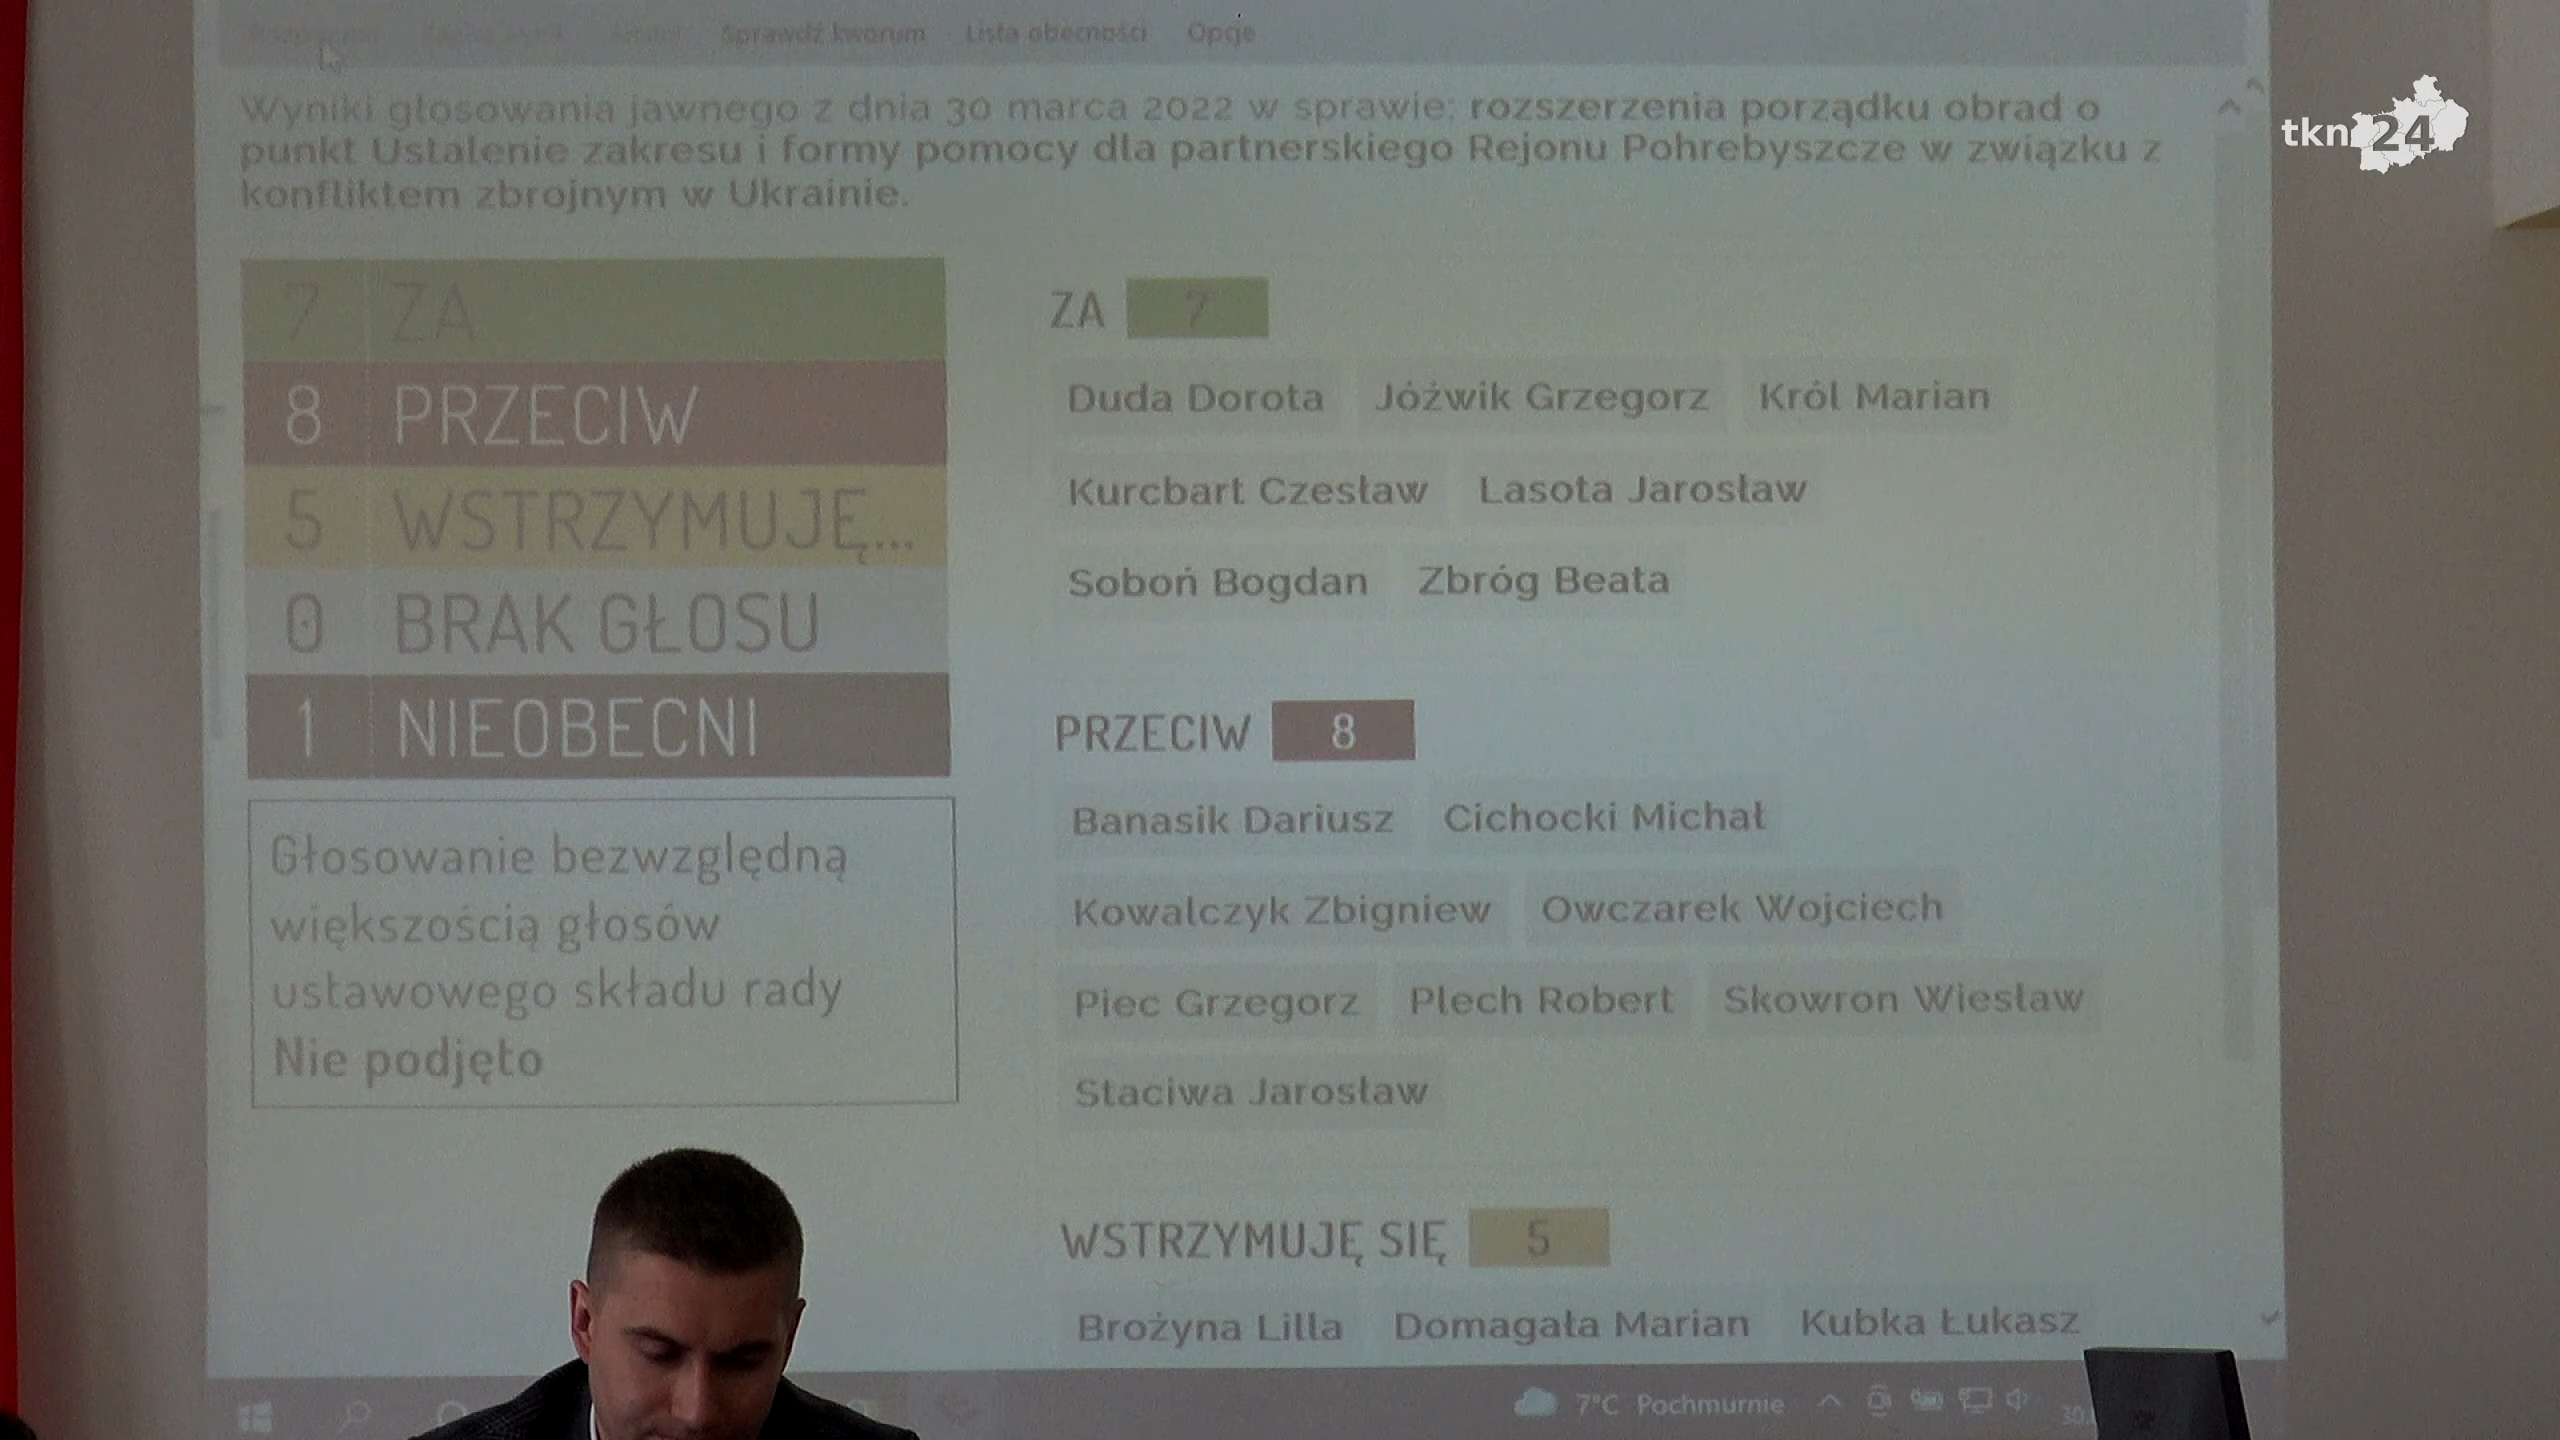 Sprawdź kworum Lista obecności Opcje
tkn24
Wyniki głosowania jawnego z dnia 30 marca 2022 w sprawie: rozszerzenia porządku obrad o
punkt Ustalenie zakresu i formy pomocy dla partnerskiego Rejonu Pohrebyszcze w związku z
konfliktem zbrojnym w Ukrainie.
7 ZA
8 PRZECIW
5 WSTRZYMUJĘ...
0 BRAK GŁOSU
1 NIEOBECNI
Głosowanie bezwzględną
większością głosów
ustawowego składu rady
Nie podjęto
ZA 7
Duda Dorota Jóźwik Grzegorz Król Marian
Kurcbart Czesław Lasota Jarosław
Soboń Bogdan Zbróg Beata
PRZECIW 8
Banasik Dariusz Cichocki Michał
Kowalczyk Zbigniew Owczarek Wojciech
Piec Grzegorz Plech Robert Skowron Wiesław
Staciwa Jarosław
WSTRZYMUJĘ SIĘ 5
Brożyna Lilla Domagała Marian Kubka Łukasz
7°C Pochmurnie
30.